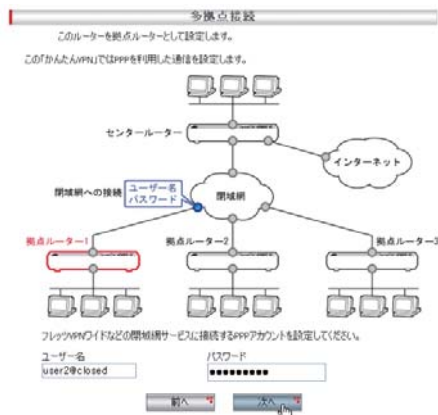 多拠点接続
このルーターを拠点ルーターとして設定します。
この「かんたんVPN」ではPPPを利用した通信を設定します。
センタールーター
インターネット
閉域網への接続
ユーザー名
パスワード
閉域網
拠点ルーター1
拠点ルーター2
拠点ルーター3
フレッツVPNワイドなどの閉域網サービスに接続するPPPアカウントを設定してください。
ユーザー名
パスワード
user2@closed
●●●●●●●●●
前へ
次へ